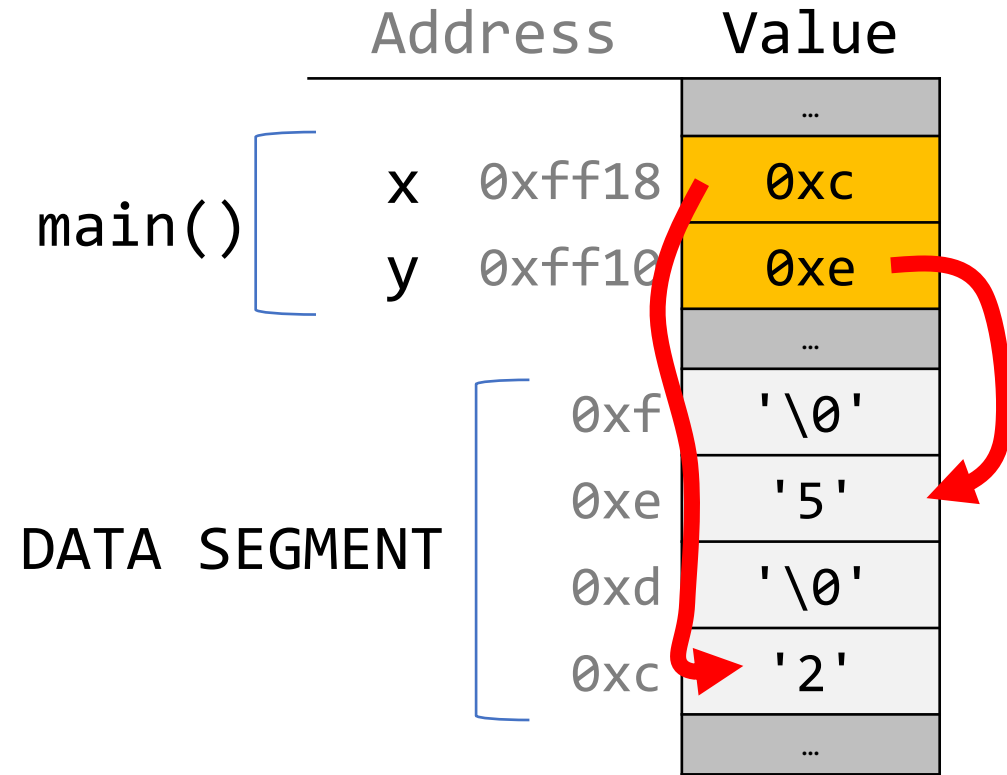 Address Value
…
x 0xff18 0xc
main()
y 0xff10 0xe
…
0xf '\0'
0xe '5'
DATA SEGMENT
0xd '\0'
0xc '2'
…